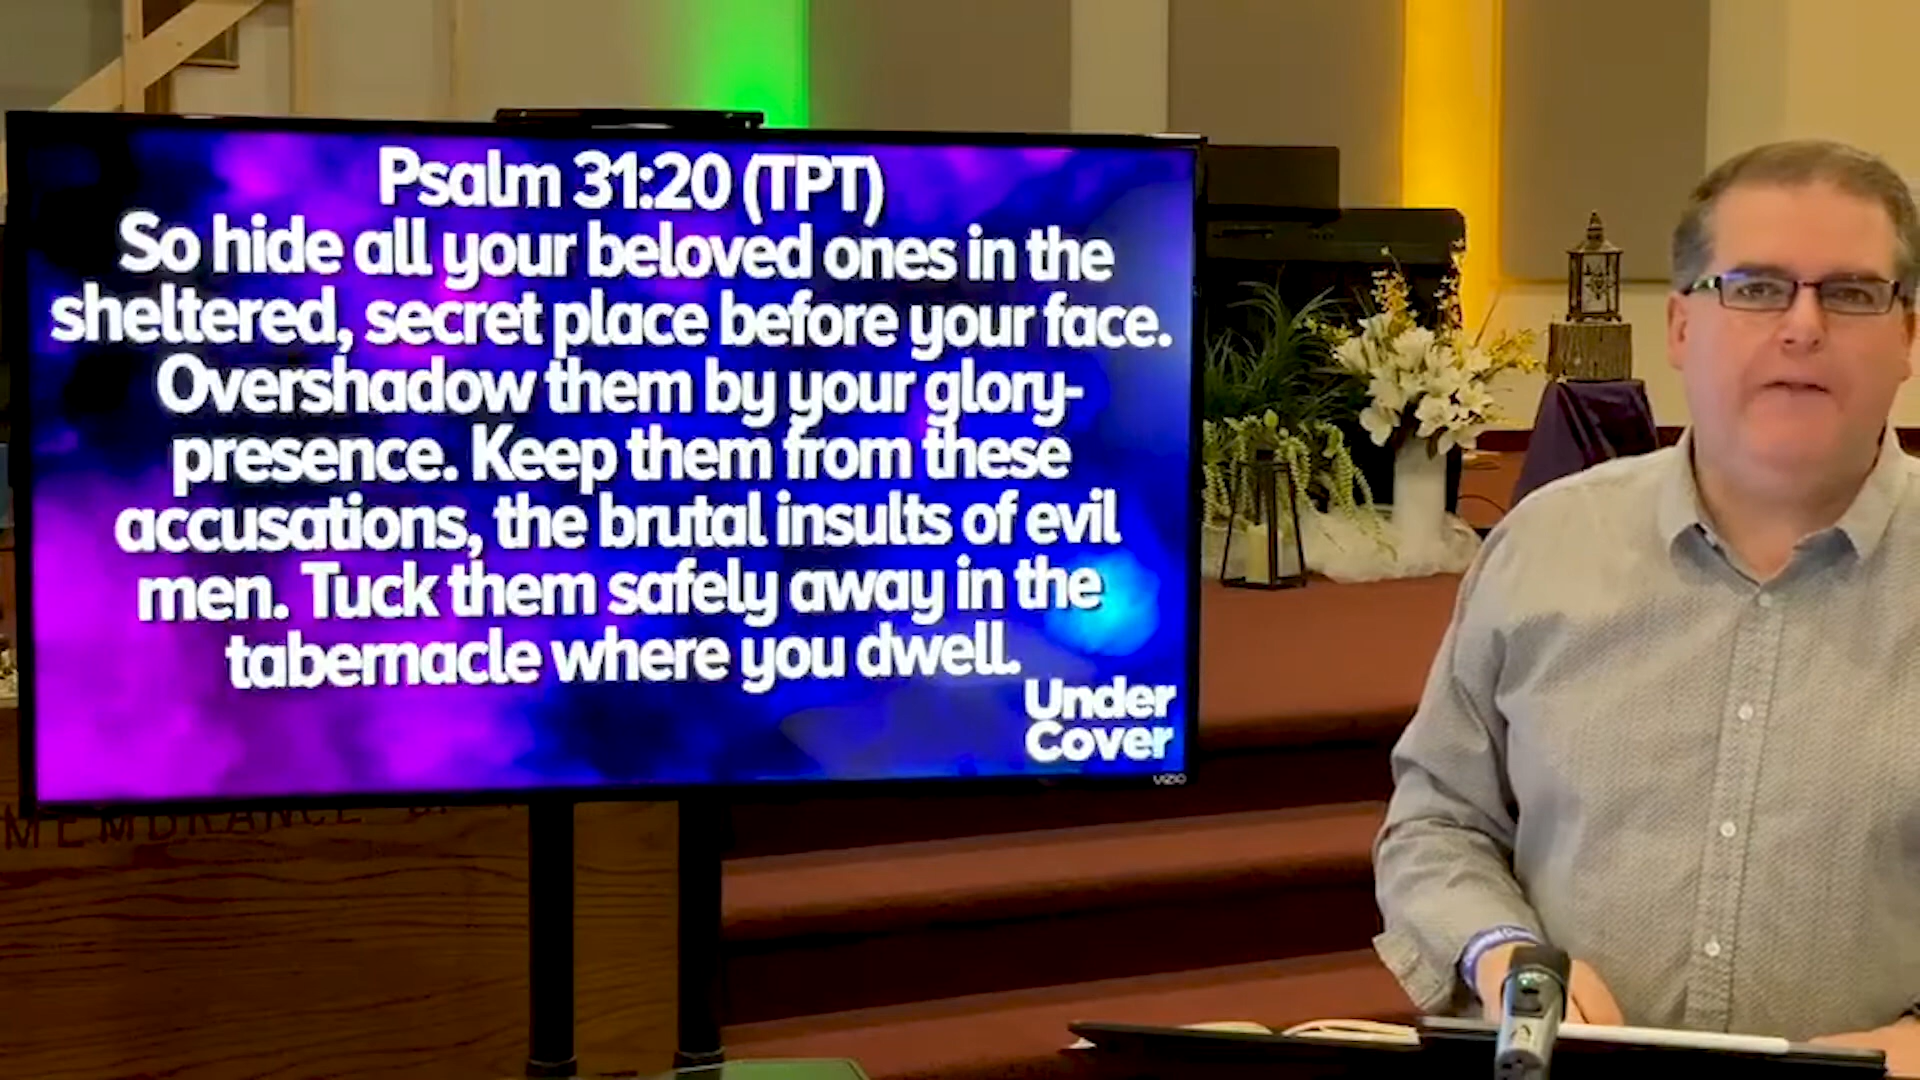 Psalm 31:20 (TPT)
So hide all your beloved ones in the
sheltered, secret place before your face.
Overshadow them by your glory-
presence. Keep them from these
accusations, the brutal insults of evil
men. Tuck them safely away in the
tabernacle where you dwell.
Under
Cover
VIZIO